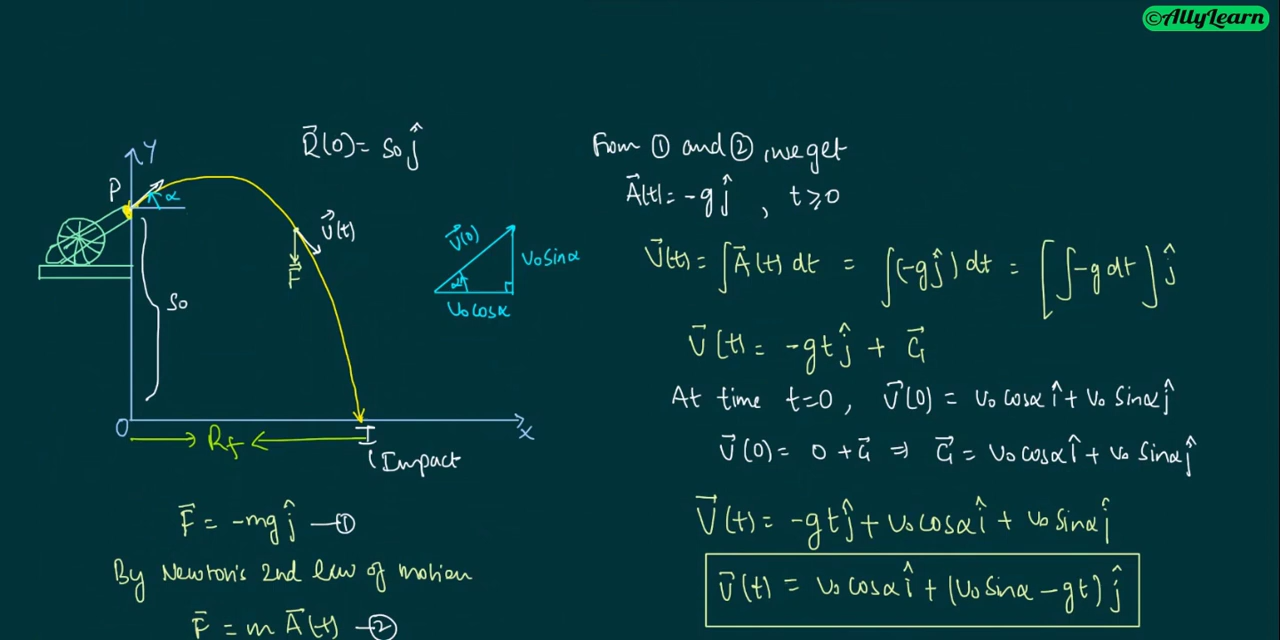 ©AllyLearn
R⃗(0) = s₀ ĵ
Y
P
α
V⃗(t)
F⃗
s₀
V⃗(0)
α
v₀ sinα
v₀ cosα
O
x
R_f
Impact
F⃗ = -mg ĵ —①
By Newton's 2nd law of motion
F⃗ = m A⃗(t) —②
From ① and ②, we get
A⃗(t) = -g ĵ , t ≥ 0
V⃗(t) = ∫ A⃗(t) dt = ∫(-g ĵ) dt = [∫ -g dt] ĵ
V⃗(t) = -gt ĵ + C⃗₁
At time t=0, V⃗(0) = v₀ cosα î + v₀ sinα ĵ
V⃗(0) = 0 + C⃗₁ ⇒ C⃗₁ = v₀ cosα î + v₀ sinα ĵ
V⃗(t) = -gt ĵ + v₀ cosα î + v₀ sinα ĵ
V⃗(t) = v₀ cosα î + (v₀ sinα - gt) ĵ